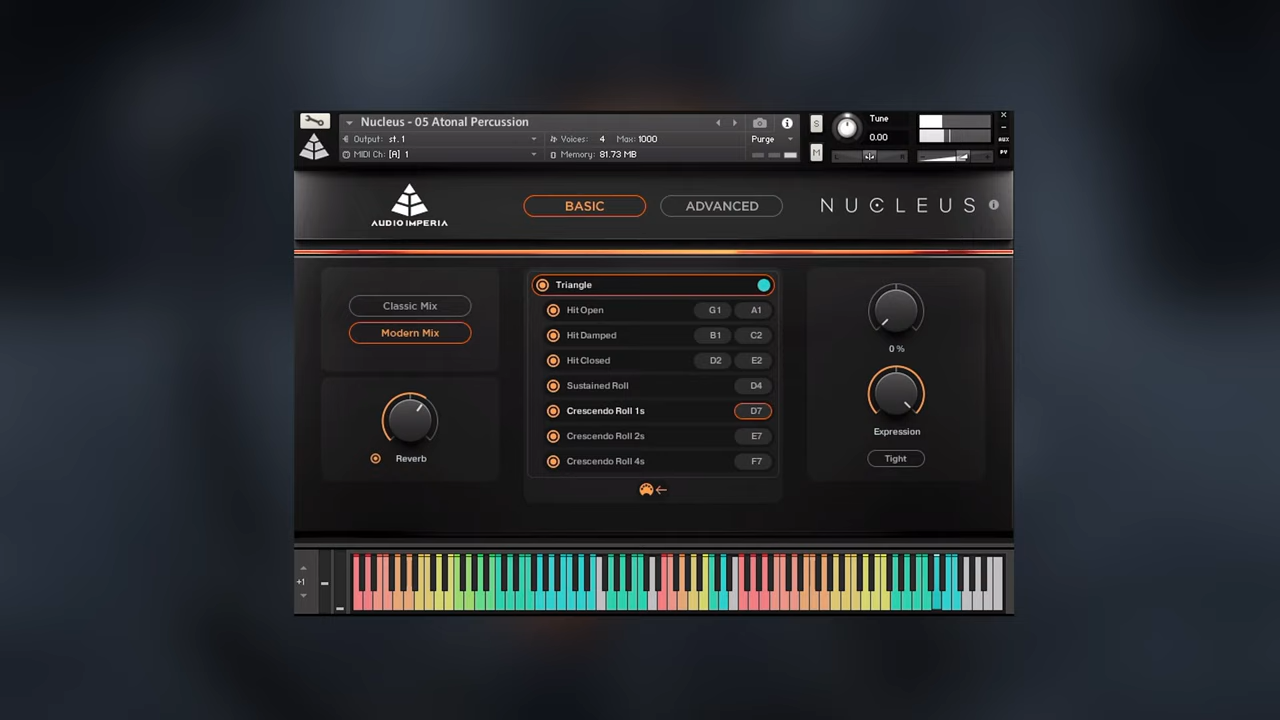 Nucleus - 05 Atonal Percussion
Output: st.1
Voices: 4 Max: 1000
Purge
MIDI Ch: [A] 1
Memory: 81.73 MB
S
M
Tune
0.00
L
R
AUX
PV
AUDIO IMPERIA
BASIC
ADVANCED
NUCLEUS
Classic Mix
Modern Mix
Reverb
Triangle
Hit Open G1 A1
Hit Damped B1 C2
Hit Closed D2 E2
Sustained Roll D4
Crescendo Roll 1s D7
Crescendo Roll 2s E7
Crescendo Roll 4s F7
0 %
Expression
Tight
+1